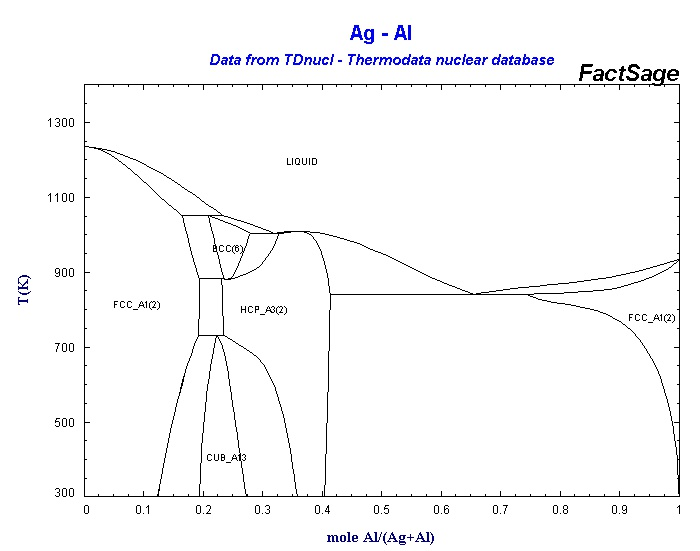 Ag - Al
Data from TDnucl - Thermodata nuclear database
FactSage
1300
1100
900
700
500
300
T(K)
LIQUID
BCC(6)
FCC_A1(2)
HCP_A3(2)
FCC_A1(2)
CUB_A13
0 0.1 0.2 0.3 0.4 0.5 0.6 0.7 0.8 0.9 1
mole Al/(Ag+Al)